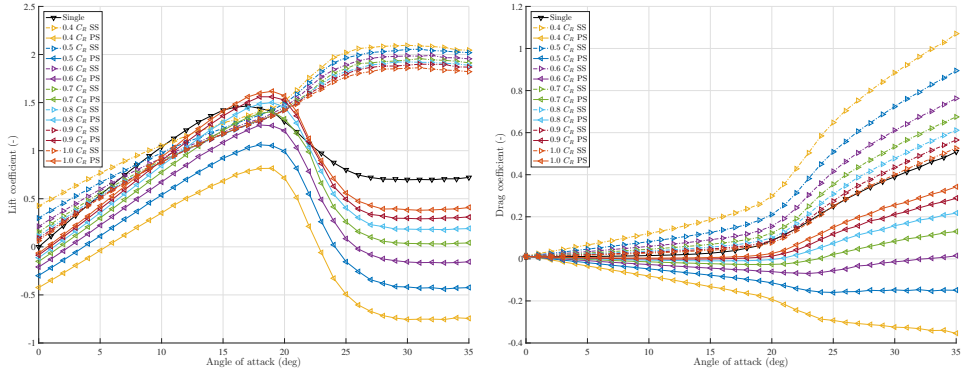 Single
0.4 C_R SS
0.4 C_R PS
0.5 C_R SS
0.5 C_R PS
0.6 C_R SS
0.6 C_R PS
0.7 C_R SS
0.7 C_R PS
0.8 C_R SS
0.8 C_R PS
0.9 C_R SS
0.9 C_R PS
1.0 C_R SS
1.0 C_R PS
2.5
2
1.5
1
0.5
0
-0.5
-1
Lift coefficient (-)
0 5 10 15 20 25 30 35
Angle of attack (deg)
Single
0.4 C_R SS
0.4 C_R PS
0.5 C_R SS
0.5 C_R PS
0.6 C_R SS
0.6 C_R PS
0.7 C_R SS
0.7 C_R PS
0.8 C_R SS
0.8 C_R PS
0.9 C_R SS
0.9 C_R PS
1.0 C_R SS
1.0 C_R PS
1.2
1
0.8
0.6
0.4
0.2
0
-0.2
-0.4
Drag coefficient (-)
0 5 10 15 20 25 30 35
Angle of attack (deg)